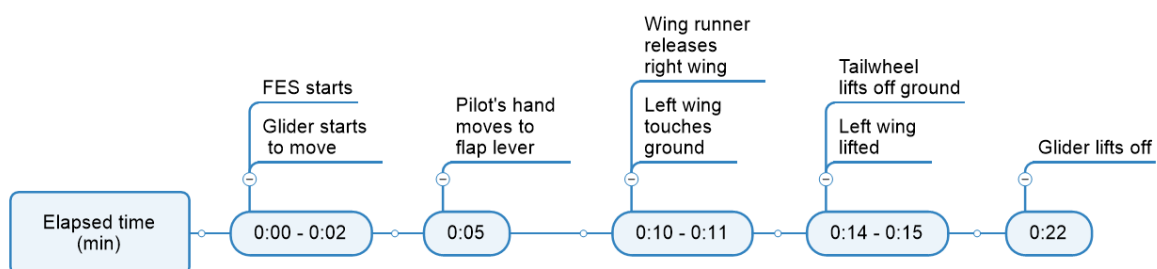 Elapsed time
(min)
FES starts
Glider starts
to move
0:00 - 0:02
Pilot's hand
moves to
flap lever
0:05
Wing runner
releases
right wing
Left wing
touches
ground
0:10 - 0:11
Tailwheel
lifts off ground
Left wing
lifted
0:14 - 0:15
Glider lifts off
0:22